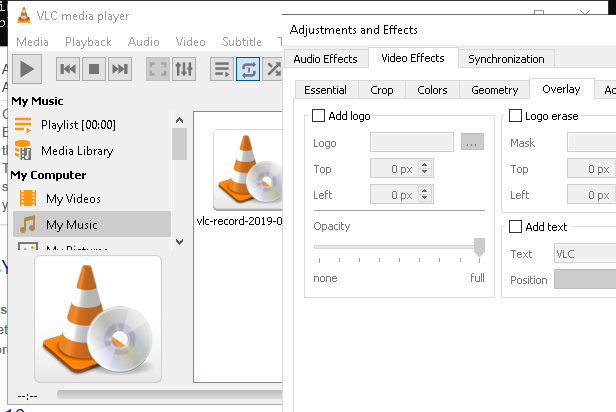 VLC media player
Media Playback Audio Video Subtitle
My Music
Playlist [00:00]
Media Library
My Computer
My Videos
My Music
My Pictures
vlc-record-2019-0
--:--
Adjustments and Effects
Audio Effects Video Effects Synchronization
Essential Crop Colors Geometry Overlay
Add logo
Logo ...
Top 0 px
Left 0 px
Opacity
none full
Logo erase
Mask
Top 0 px
Left 0 px
Add text
Text VLC
Position